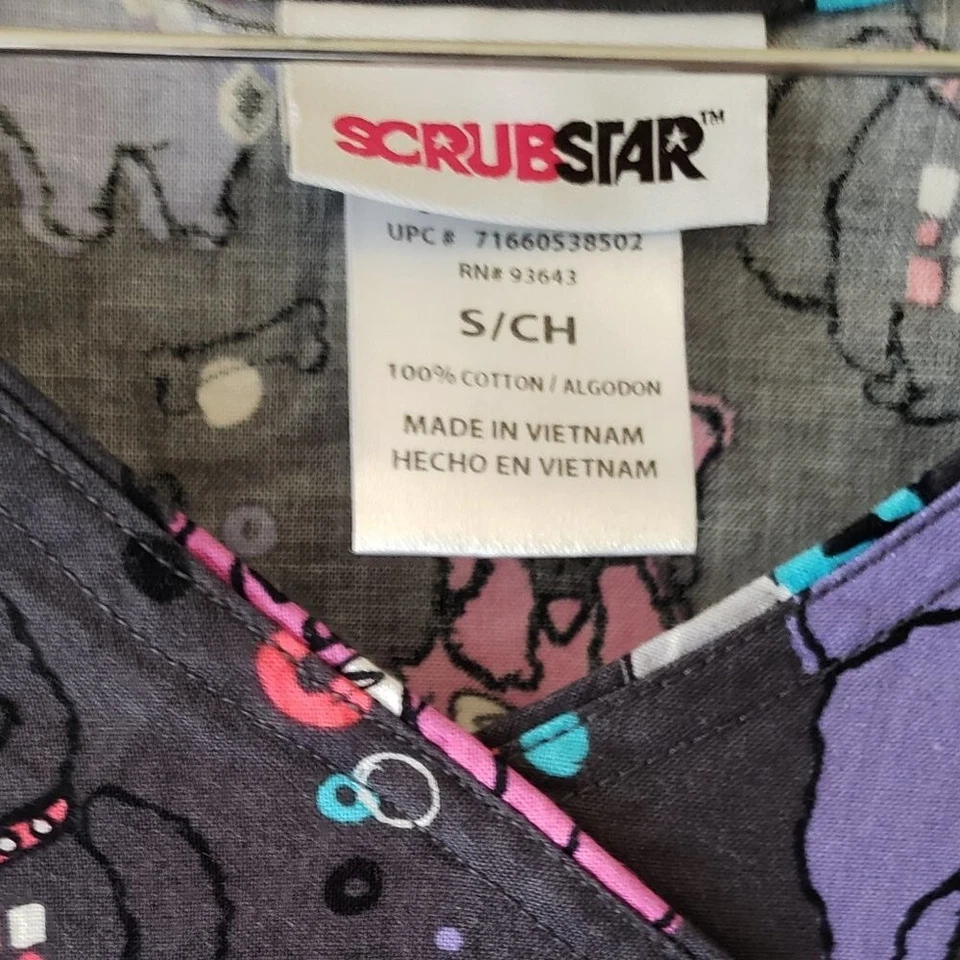 SCRUBSTAR™
UPC # 71660538502
RN# 93643
S/CH
100% COTTON / ALGODON
MADE IN VIETNAM
HECHO EN VIETNAM